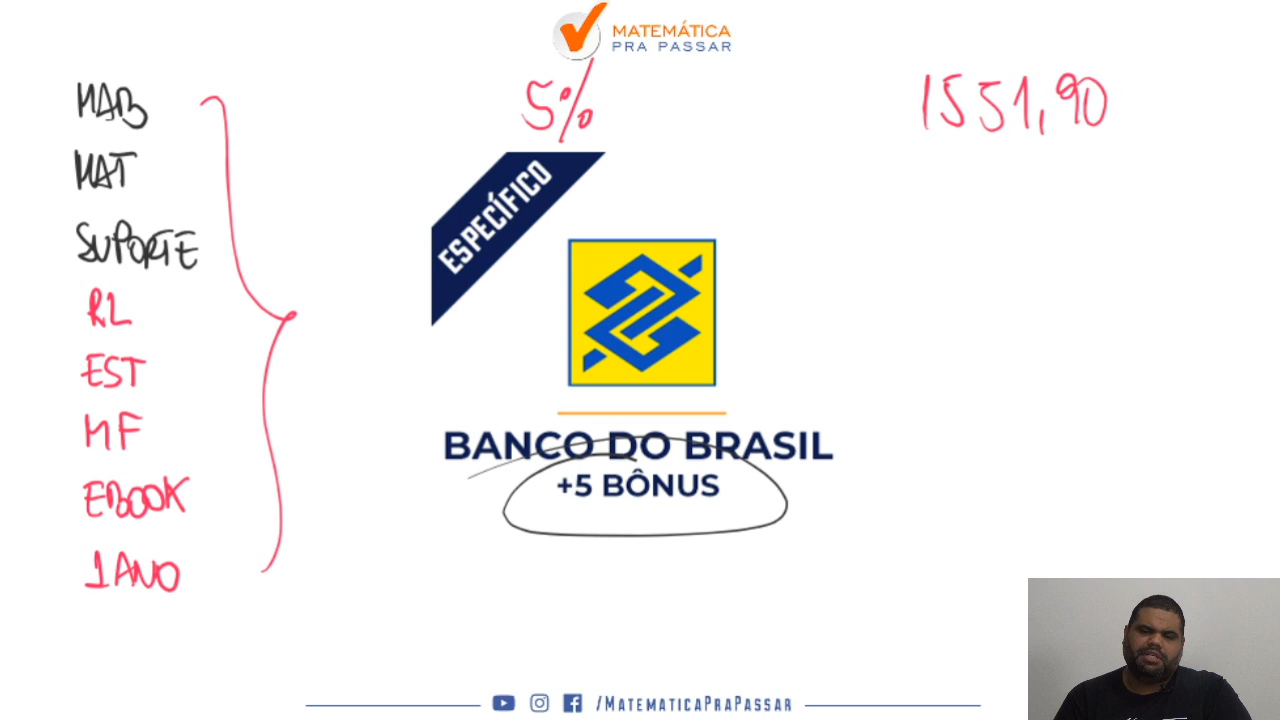 MATEMÁTICA
PRA PASSAR
5%
1551,90
MAB
MAT
SUPORTE
RL
EST
MF
EBOOK
1 ANO
ESPECÍFICO
BANCO DO BRASIL
+5 BÔNUS
/MATEMATICAPRAPASSAR